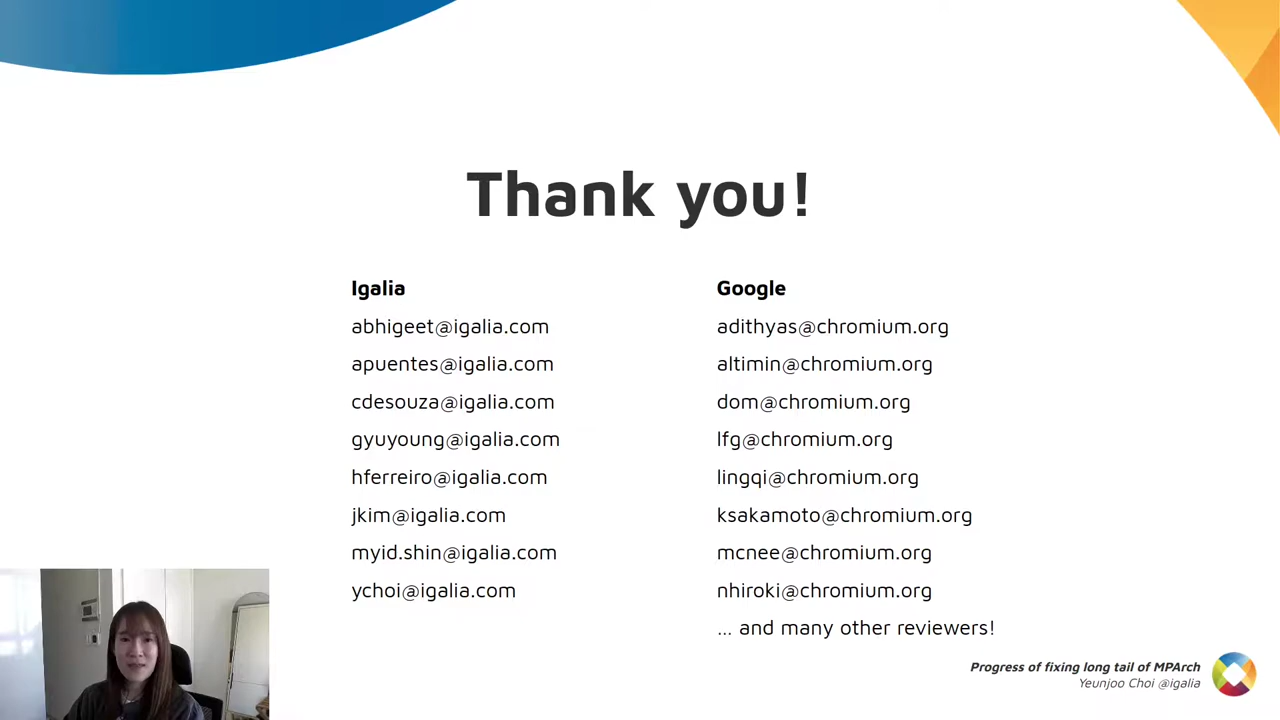 Thank you!
Igalia
abhigeet@igalia.com
apuentes@igalia.com
cdesouza@igalia.com
gyuyoung@igalia.com
hferreiro@igalia.com
jkim@igalia.com
myid.shin@igalia.com
ychoi@igalia.com
Google
adithyas@chromium.org
altimin@chromium.org
dom@chromium.org
lfg@chromium.org
lingqi@chromium.org
ksakamoto@chromium.org
mcnee@chromium.org
nhiroki@chromium.org
... and many other reviewers!
Progress of fixing long tail of MPArch
Yeunjoo Choi @igalia